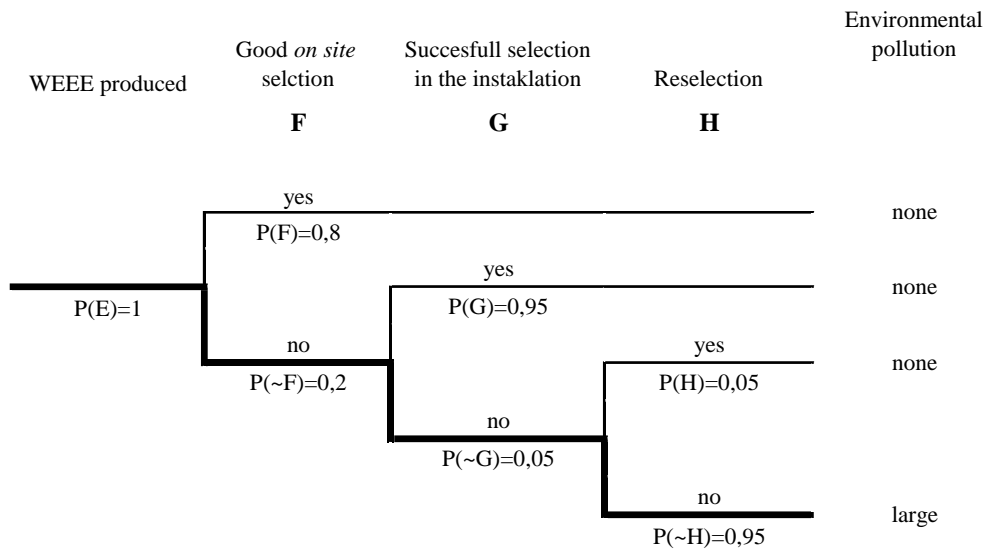 Environmental
pollution
Good on site
selction
Succesfull selection
in the instaklation
WEEE produced
Reselection
F
G
H
yes
none
P(F)=0,8
yes
none
P(E)=1
P(G)=0,95
no
yes
none
P(~F)=0,2
P(H)=0,05
no
P(~G)=0,05
no
large
P(~H)=0,95